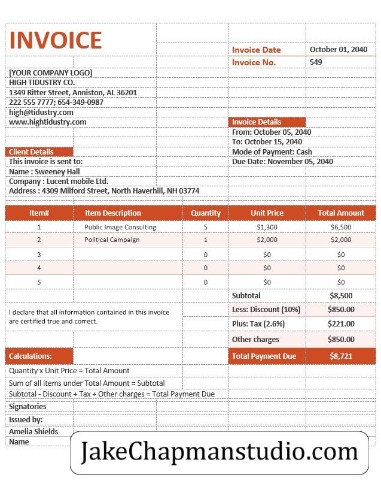 INVOICE
Invoice Date October 01, 2040
Invoice No. 549
[YOUR COMPANY LOGO]
HIGH TIDUSTRY CO.
1349 Ritter Street, Anniston, AL 36201
222 555 7777; 654-349-0987
high@tidustry.com
www.hightidustry.com
Invoice Details
From: October 05, 2040
To: October 15, 2040
Mode of Payment: Cash
Due Date: November 05, 2040
Client Details
This invoice is sent to:
Name : Sweeney Hall
Company : Lucent mobile Ltd.
Address : 4309 Milford Street, North Haverhill, NH 03774
Item# Item Description Quantity Unit Price Total Amount
1 Public Image Consulting 5 $1,300 $6,500
2 Political Campaign 1 $2,000 $2,000
3 0 $0 $0
4 0 $0 $0
5 0 $0 $0
Subtotal $8,500
Less: Discount (10%) $850.00
Plus: Tax (2.6%) $221.00
Other charges $850.00
Total Payment Due $8,721
I declare that all information contained in this invoice
are certified true and correct.
Calculations:
Quantity x Unit Price = Total Amount
Sum of all items under Total Amount = Subtotal
Subtotal - Discount + Tax + Other charges = Total Payment Due
Signatories
Issued by:
Amelia Shields
Name
JakeChapmanstudio.com